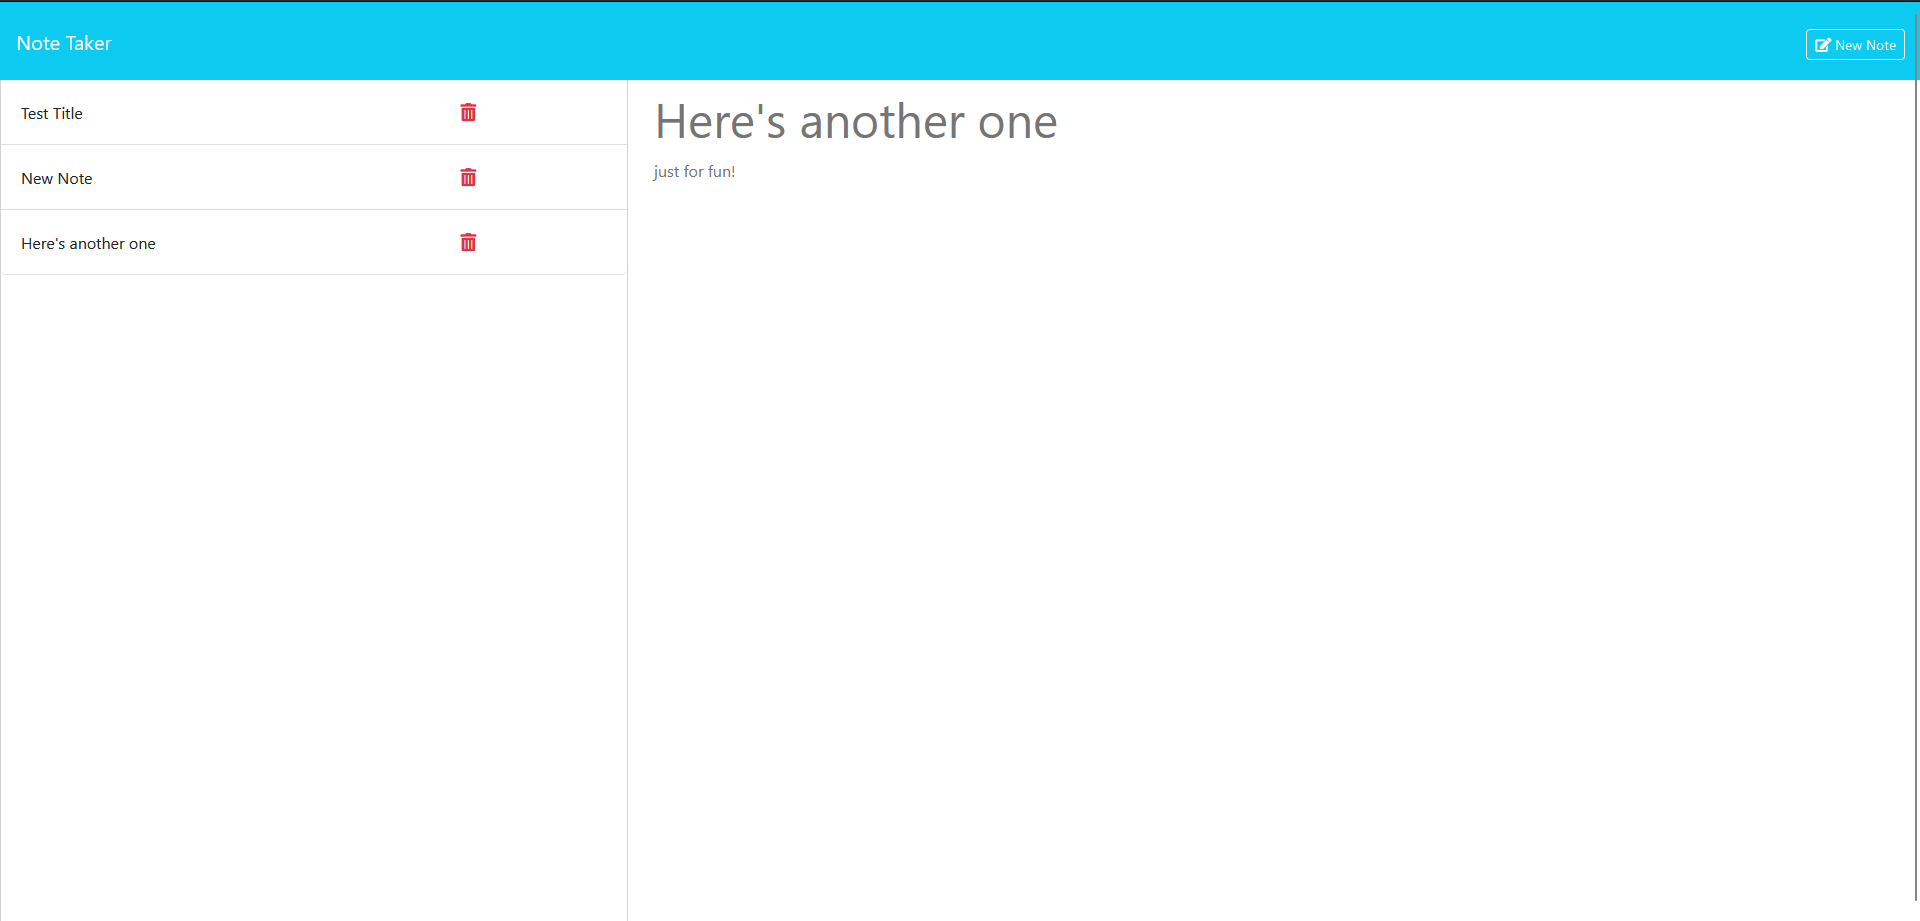 Note Taker
New Note
Test Title
New Note
Here's another one
Here's another one
just for fun!